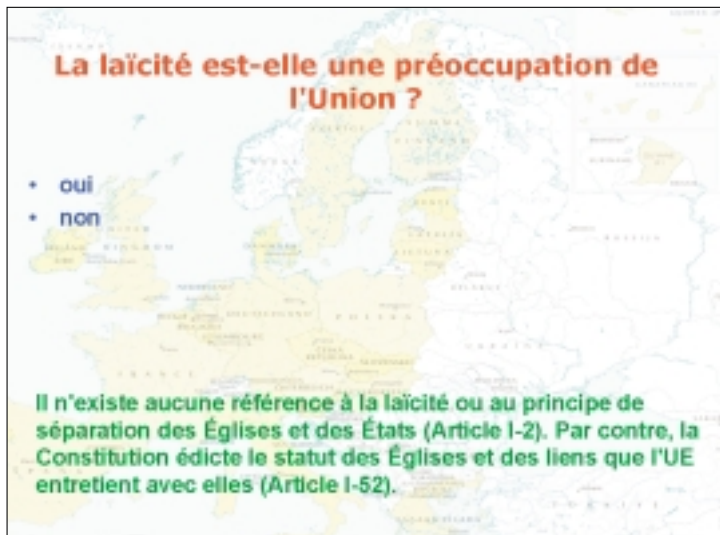 La laïcité est-elle une préoccupation de
l'Union ?
• oui
• non
Il n'existe aucune référence à la laïcité ou au principe de
séparation des Églises et des États (Article I-2). Par contre, la
Constitution édicte le statut des Églises et des liens que l'UE
entretient avec elles (Article I-52).